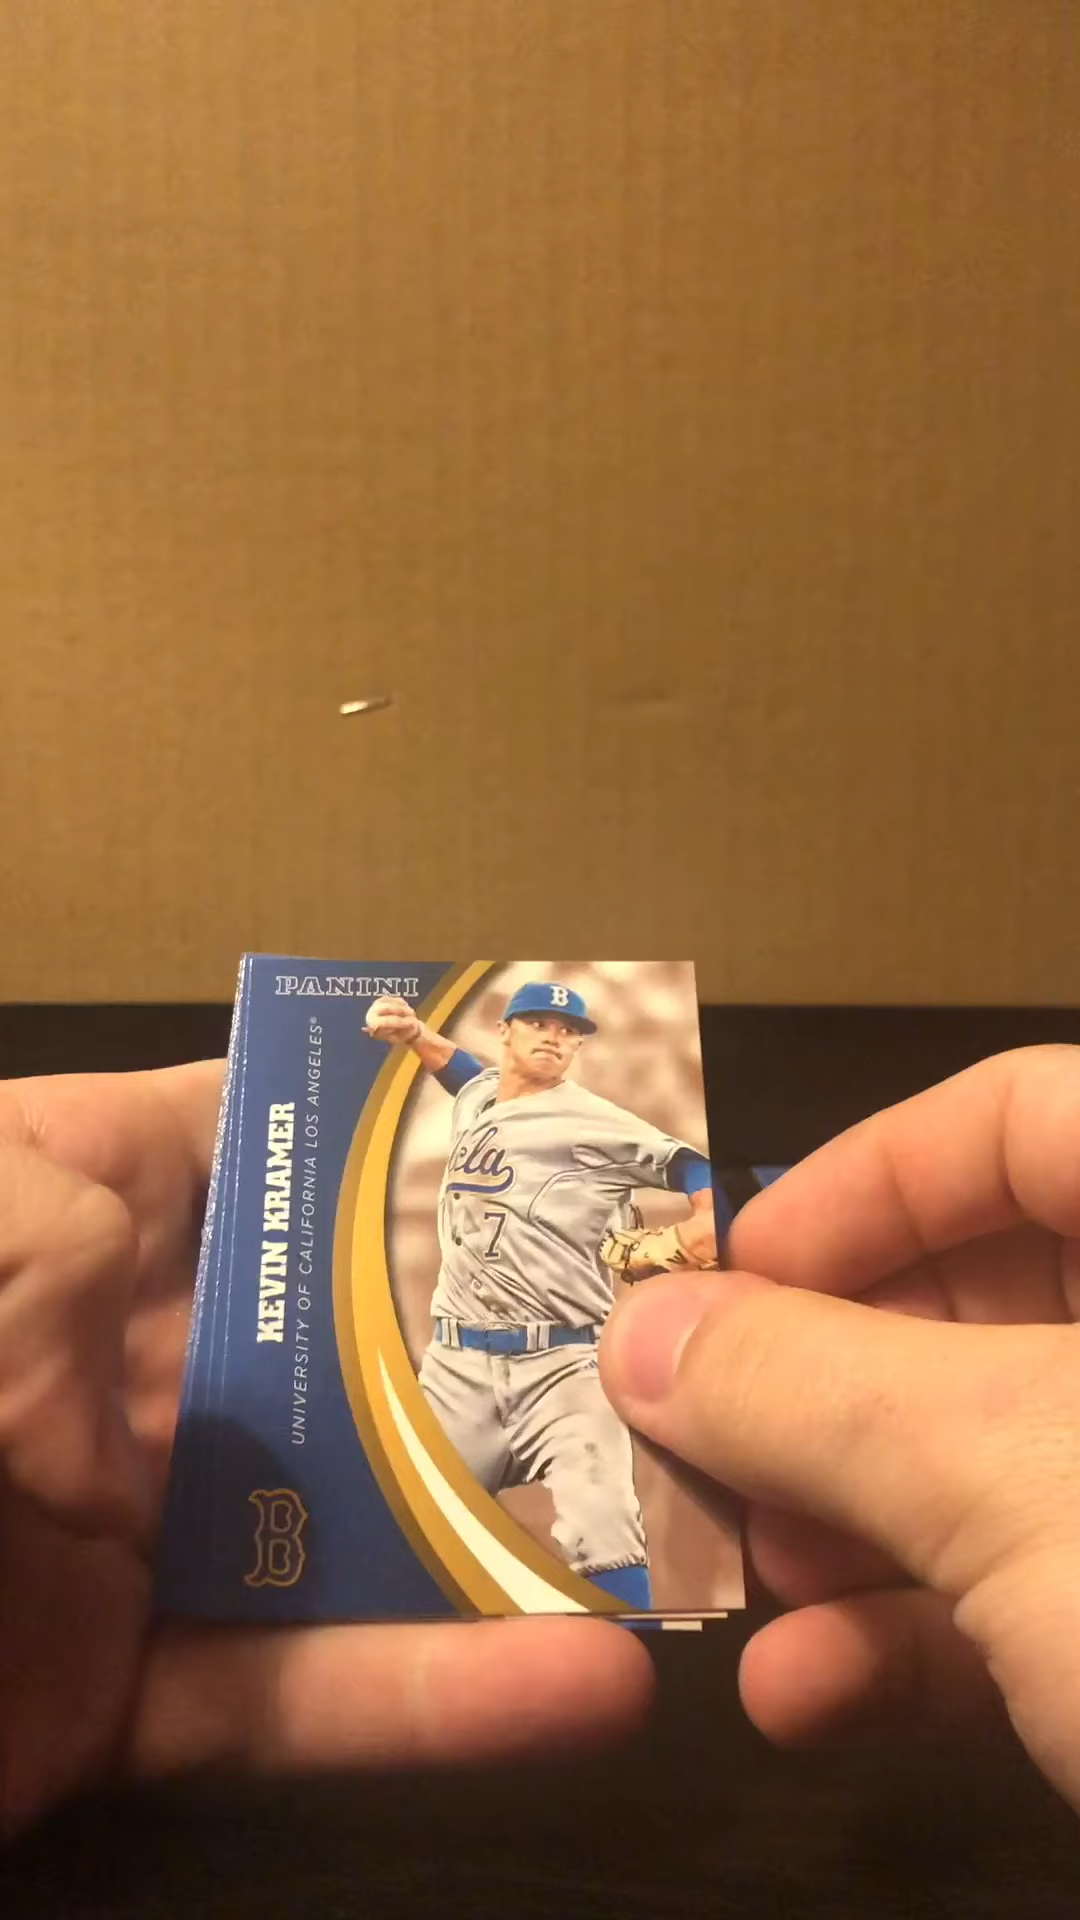 PANINI
KEVIN KRAMER
UNIVERSITY OF CALIFORNIA LOS ANGELES®
B
B
ucla
7